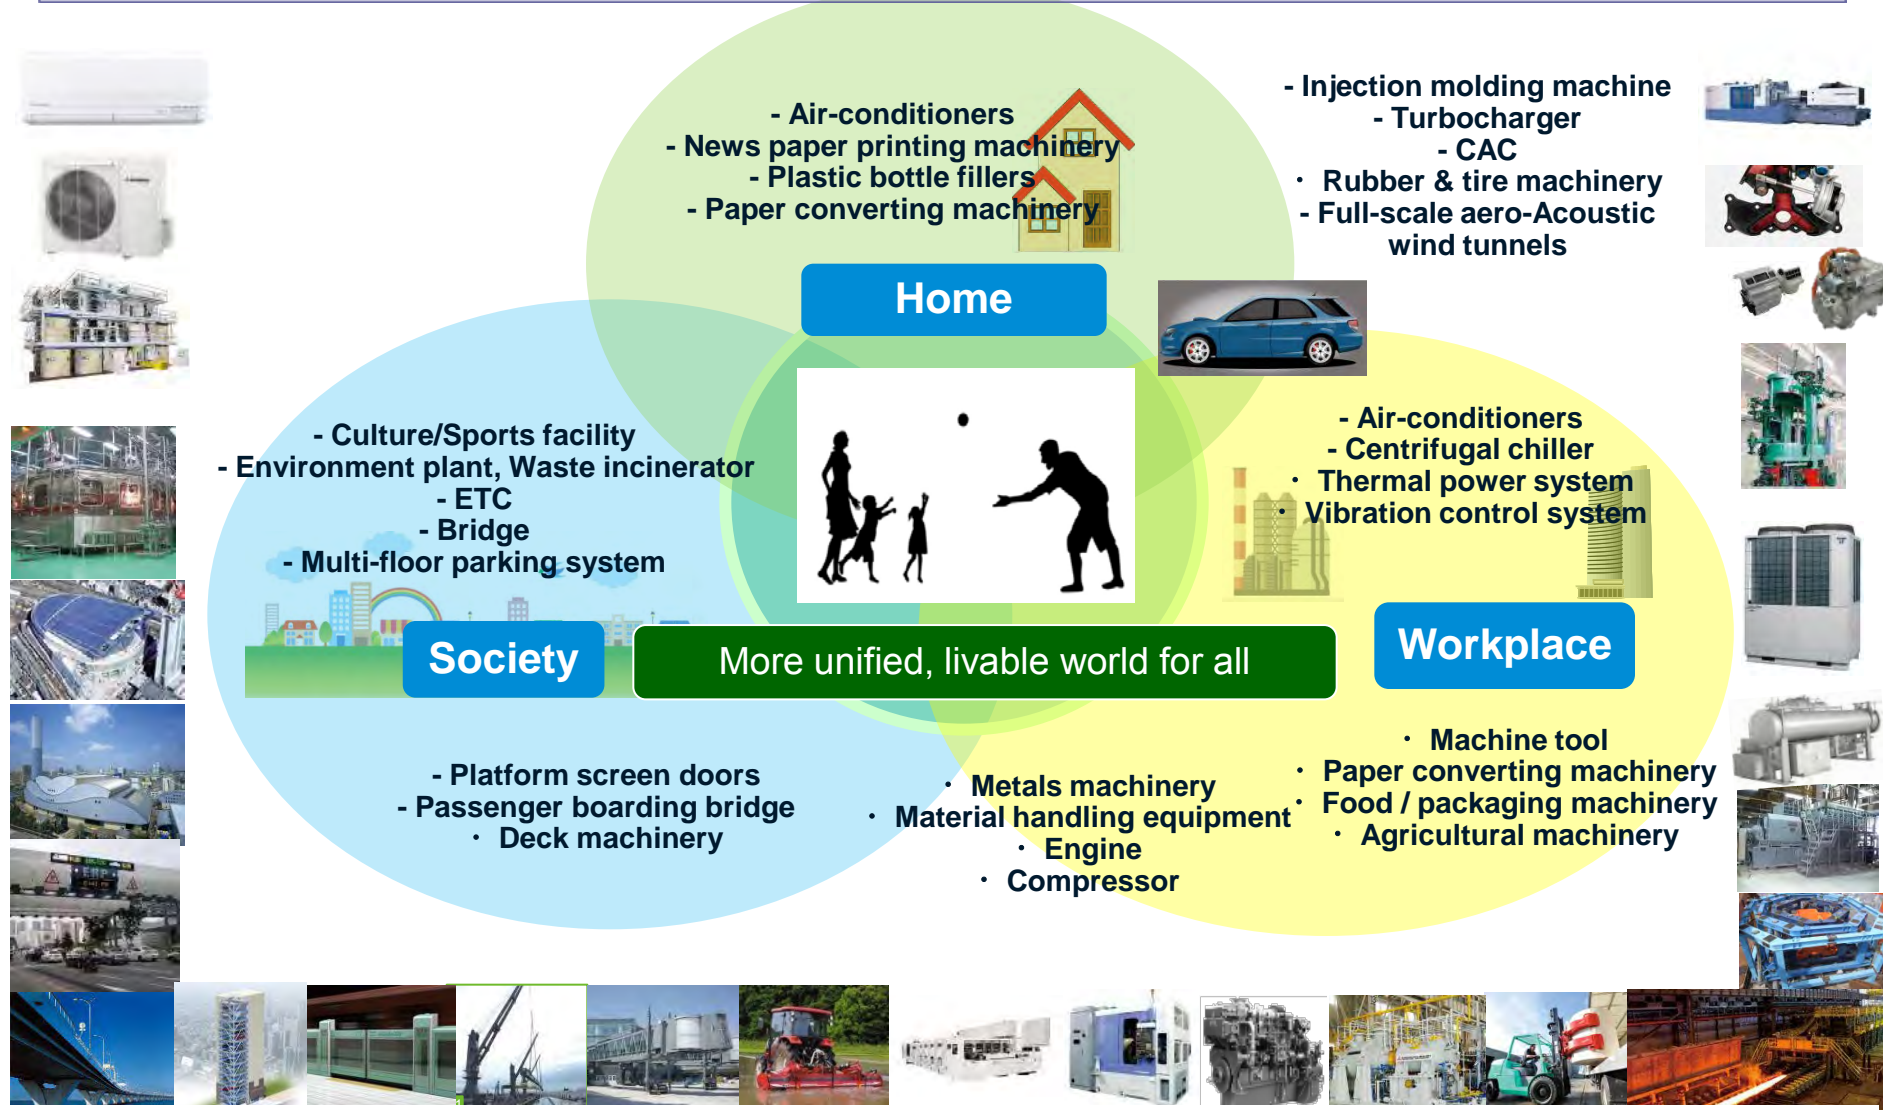 - Air-conditioners
- News paper printing machinery
- Plastic bottle fillers
- Paper converting machinery
- Injection molding machine
- Turbocharger
- CAC
・ Rubber & tire machinery
- Full-scale aero-Acoustic
wind tunnels
Home
- Culture/Sports facility
- Environment plant, Waste incinerator
- ETC
- Bridge
- Multi-floor parking system
- Air-conditioners
- Centrifugal chiller
・ Thermal power system
・ Vibration control system
Society
More unified, livable world for all
Workplace
- Platform screen doors
- Passenger boarding bridge
・ Deck machinery
・ Metals machinery
・ Material handling equipment
・ Engine
・ Compressor
・ Machine tool
・ Paper converting machinery
・ Food / packaging machinery
・ Agricultural machinery